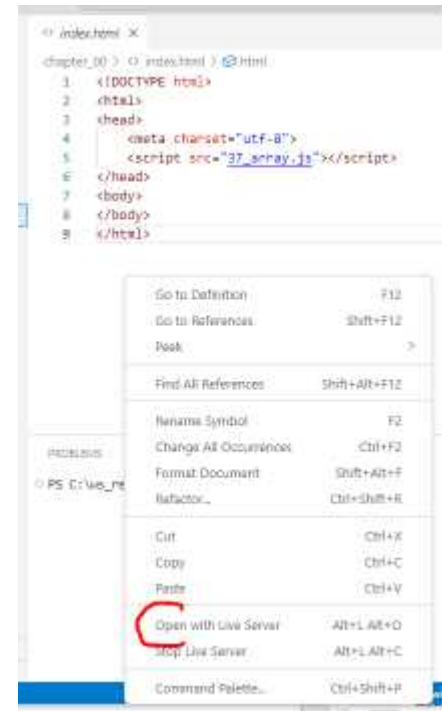 index.html ×
chapter_00 > index.html > html
1 <!DOCTYPE html>
2 <html>
3 <head>
4 <meta charset="utf-8">
5 <script src="37_array.js"></script>
6 </head>
7 <body>
8 </body>
9 </html>
Go to Definition F12
Go to References Shift+F12
Peek >
Find All References Shift+Alt+F12
Rename Symbol F2
Change All Occurrences Ctrl+F2
Format Document Shift+Alt+F
Refactor... Ctrl+Shift+R
PROBLEMS
PS C:\ws_re
Cut Ctrl+X
Copy Ctrl+C
Paste Ctrl+V
Open with Live Server Alt+L Alt+O
Stop Live Server Alt+L Alt+C
Command Palette... Ctrl+Shift+P